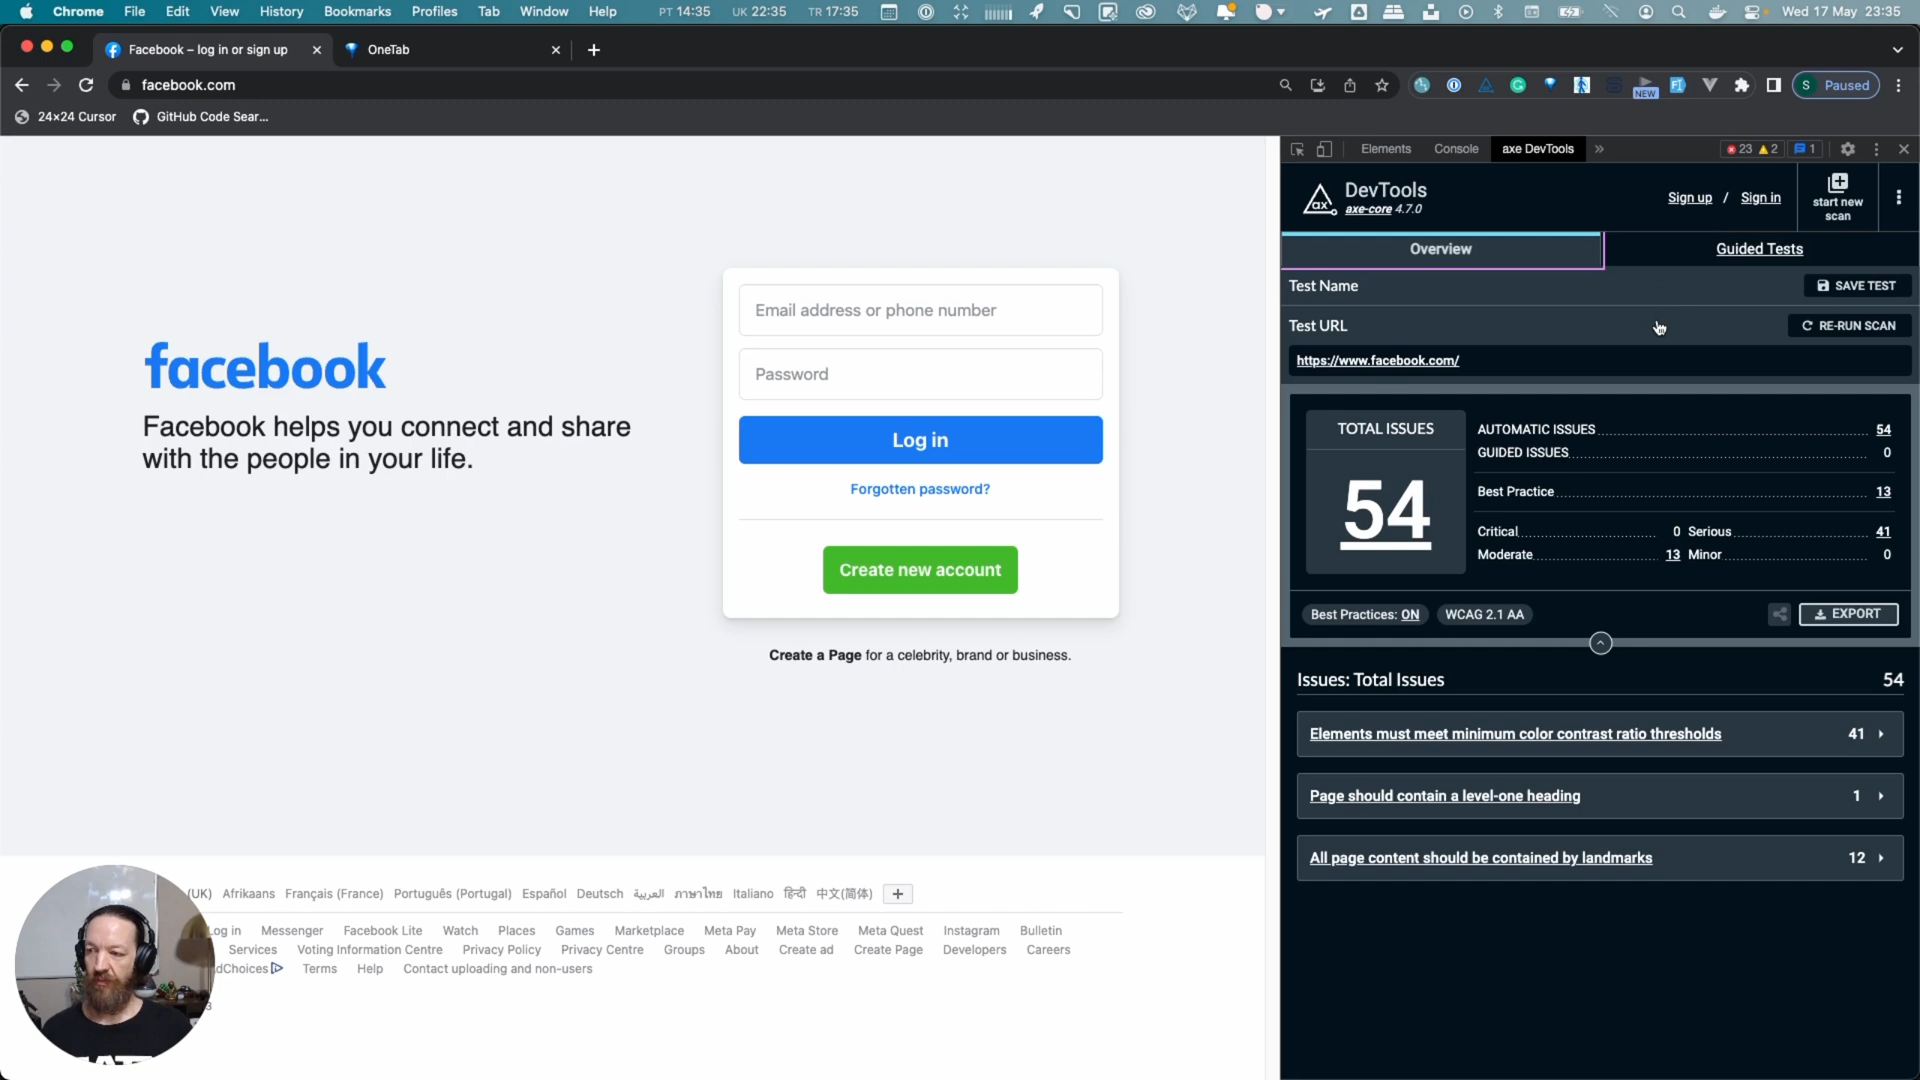 Chrome File Edit View History Bookmarks Profiles Tab Window Help PT 14:35 UK 22:35 TR 17:35 Wed 17 May 23:35
Facebook – log in or sign up OneTab
facebook.com NEW S Paused
24×24 Cursor GitHub Code Sear...
Elements Console axe DevTools 23 2 1
DevTools
axe-core 4.7.0
Sign up / Sign in
start new
scan
Overview Guided Tests
Test Name SAVE TEST
Test URL RE-RUN SCAN
https://www.facebook.com/
TOTAL ISSUES
54
AUTOMATIC ISSUES 54
GUIDED ISSUES 0
Best Practice 13
Critical 0 Serious 41
Moderate 13 Minor 0
Best Practices: ON WCAG 2.1 AA EXPORT
Issues: Total Issues 54
Elements must meet minimum color contrast ratio thresholds 41
Page should contain a level-one heading 1
All page content should be contained by landmarks 12
facebook
Facebook helps you connect and share
with the people in your life.
Email address or phone number
Password
Log in
Forgotten password?
Create new account
Create a Page for a celebrity, brand or business.
(UK) Afrikaans Français (France) Português (Portugal) Español Deutsch العربية ภาษาไทย Italiano हिन्दी 中文(简体) +
Log in Messenger Facebook Lite Watch Places Games Marketplace Meta Pay Meta Store Meta Quest Instagram Bulletin
Services Voting Information Centre Privacy Policy Privacy Centre Groups About Create ad Create Page Developers Careers
dChoices Terms Help Contact uploading and non-users